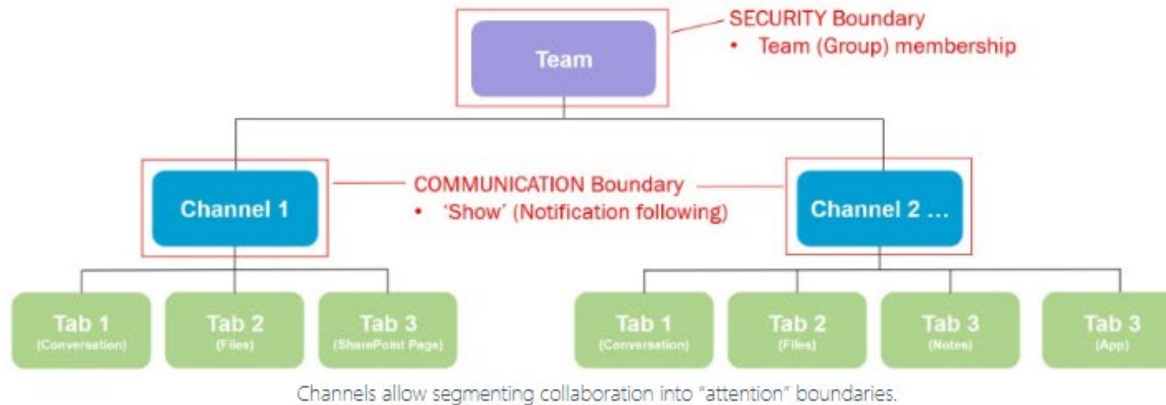 SECURITY Boundary
• Team (Group) membership
Team
COMMUNICATION Boundary
• 'Show' (Notification following)
Channel 1
Channel 2 ...
Tab 1
(Conversation)
Tab 2
(Files)
Tab 3
(SharePoint Page)
Tab 1
(Conversation)
Tab 2
(Files)
Tab 3
(Notes)
Tab 3
(App)
Channels allow segmenting collaboration into "attention" boundaries.